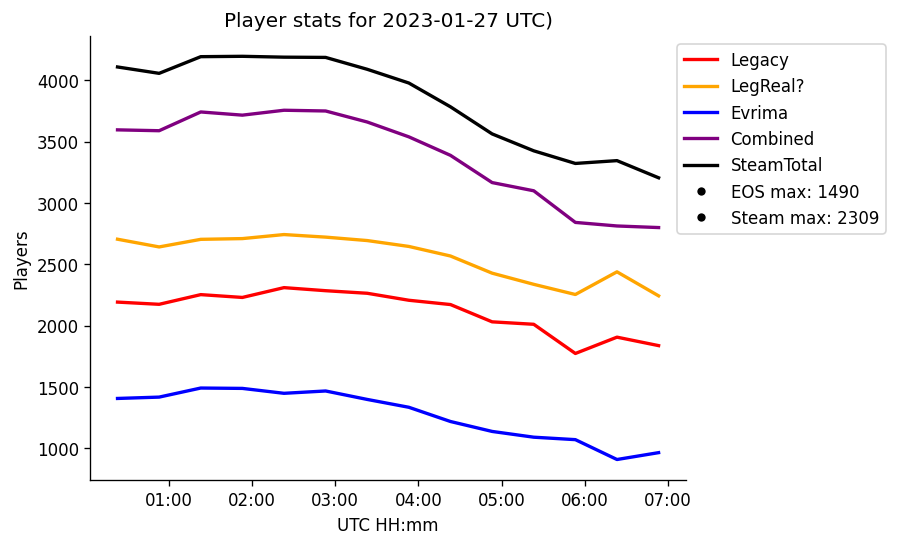 Player stats for 2023-01-27 UTC)
Legacy
LegReal?
Evrima
Combined
SteamTotal
EOS max: 1490
Steam max: 2309
Players
4000
3500
3000
2500
2000
1500
1000
01:00 02:00 03:00 04:00 05:00 06:00 07:00
UTC HH:mm